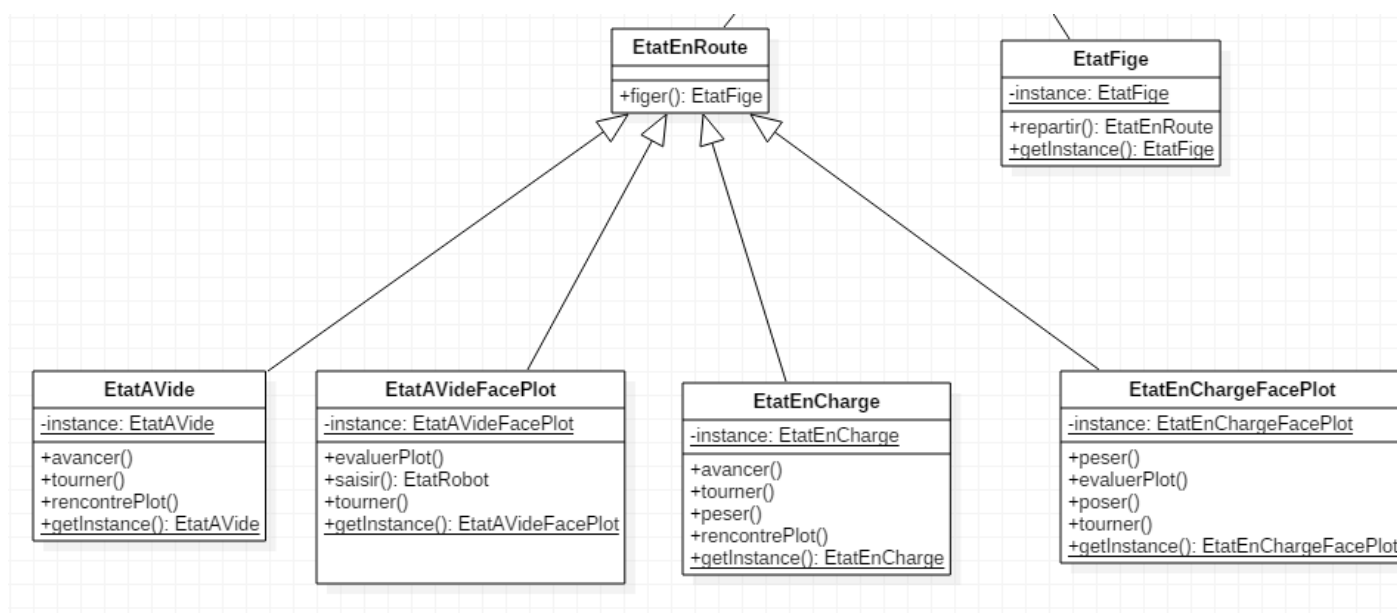 EtatEnRoute
+figer(): EtatFige
EtatFige
-instance: EtatFige
+repartir(): EtatEnRoute
+getInstance(): EtatFige
EtatAVide
-instance: EtatAVide
+avancer()
+tourner()
+rencontrePlot()
+getInstance(): EtatAVide
EtatAVideFacePlot
-instance: EtatAVideFacePlot
+evaluerPlot()
+saisir(): EtatRobot
+tourner()
+getInstance(): EtatAVideFacePlot
EtatEnCharge
-instance: EtatEnCharge
+avancer()
+tourner()
+peser()
+rencontrePlot()
+getInstance(): EtatEnCharge
EtatEnChargeFacePlot
-instance: EtatEnChargeFacePlot
+peser()
+evaluerPlot()
+poser()
+tourner()
+getInstance(): EtatEnChargeFacePlot